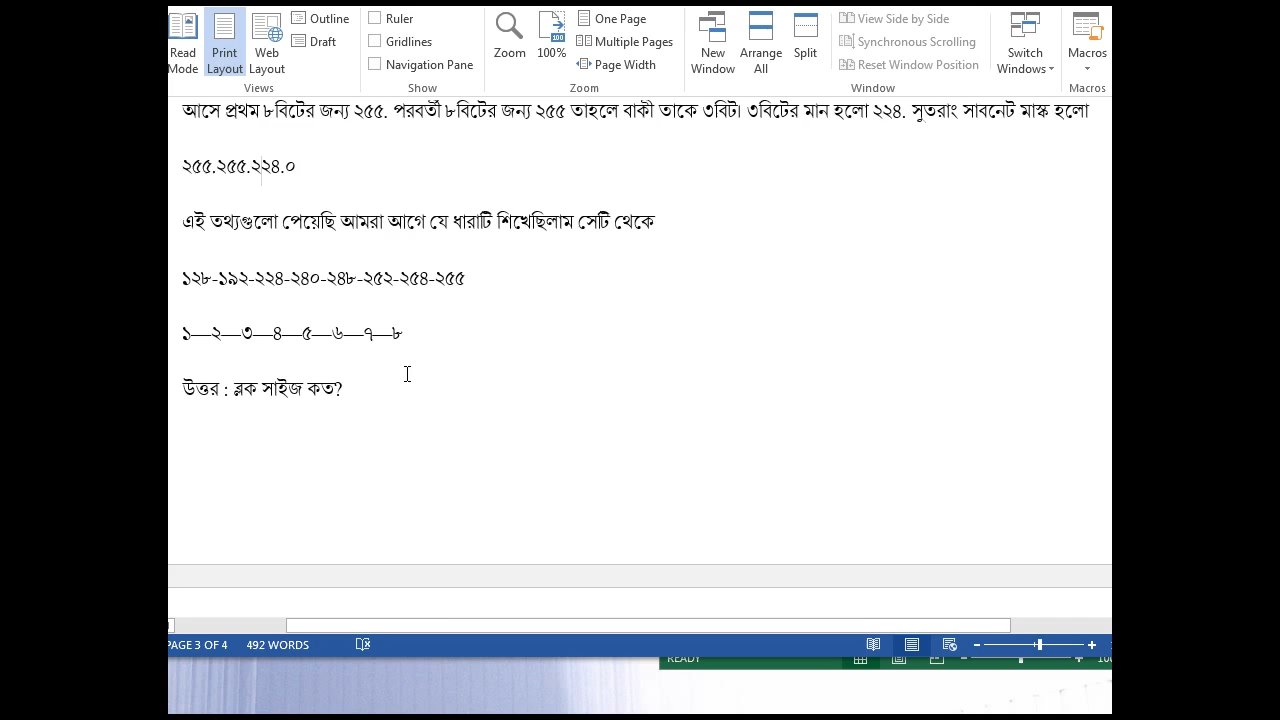 Read Mode
Print Layout
Web Layout
Outline
Draft
Views
Ruler
Gridlines
Navigation Pane
Show
Zoom
100%
One Page
Multiple Pages
Page Width
Zoom
New Window
Arrange All
Split
View Side by Side
Synchronous Scrolling
Reset Window Position
Window
Switch Windows
Macros
Macros
আসে প্রথম ৮বিটের জন্য ২৫৫. পরবর্তী ৮বিটের জন্য ২৫৫ তাহলে বাকী তাকে ৩বিট। ৩বিটের মান হলো ২২৪. সুতরাং সাবনেট মাস্ক হলো
২৫৫.২৫৫.২২৪.০
এই তথ্যগুলো পেয়েছি আমরা আগে যে ধারাটি শিখেছিলাম সেটি থেকে
১২৮-১৯২-২২৪-২৪০-২৪৮-২৫২-২৫৪-২৫৫
১—২—৩—৪—৫—৬—৭—৮
উত্তর : ব্লক সাইজ কত?
PAGE 3 OF 4 492 WORDS
READY